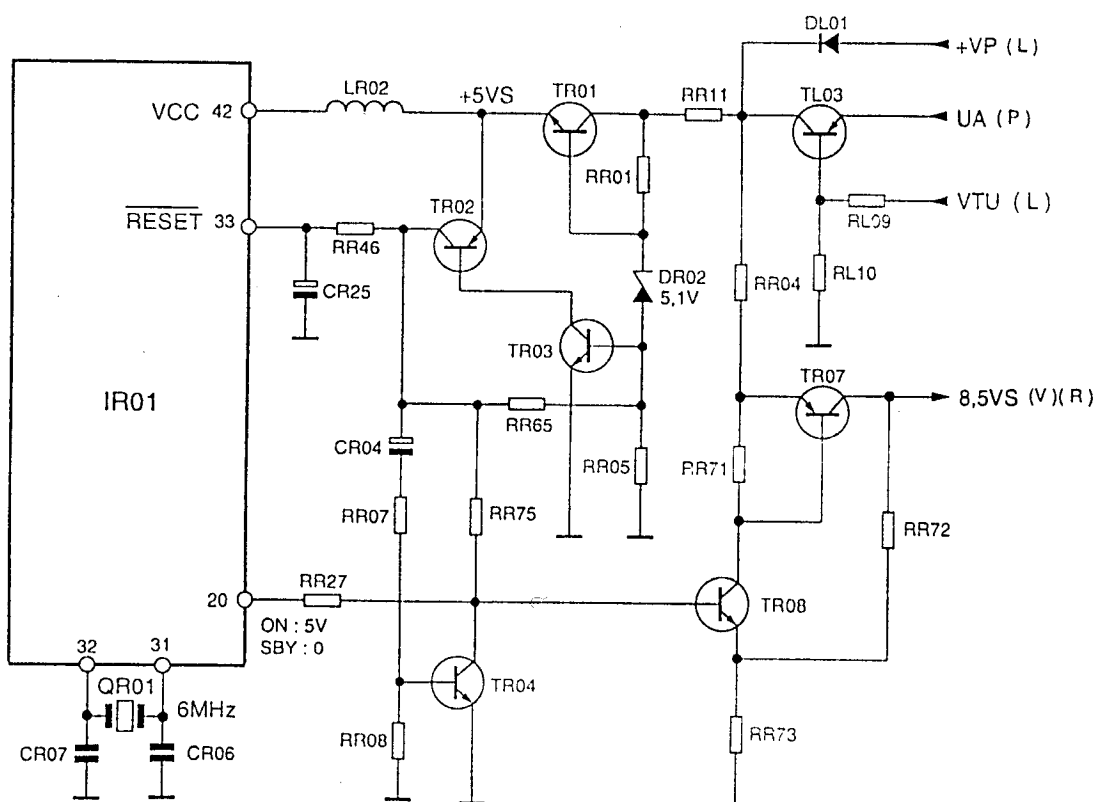 DL01
+VP (L)
LR02
+5VS
TR01
RR11
TL03
VCC 42
UA (P)
RR01
RL09
VTU (L)
RESET 33
TR02
RR46
CR25
DR02
5,1V
RR04
RL10
TR03
TR07
IR01
8,5VS (V)(R)
RR65
CR04
RR05
RR71
RR07
RR75
RR72
RR27
20
TR08
ON : 5V
SBY : 0
32
31
QR01
6MHz
TR04
CR07
CR06
RR08
RR73